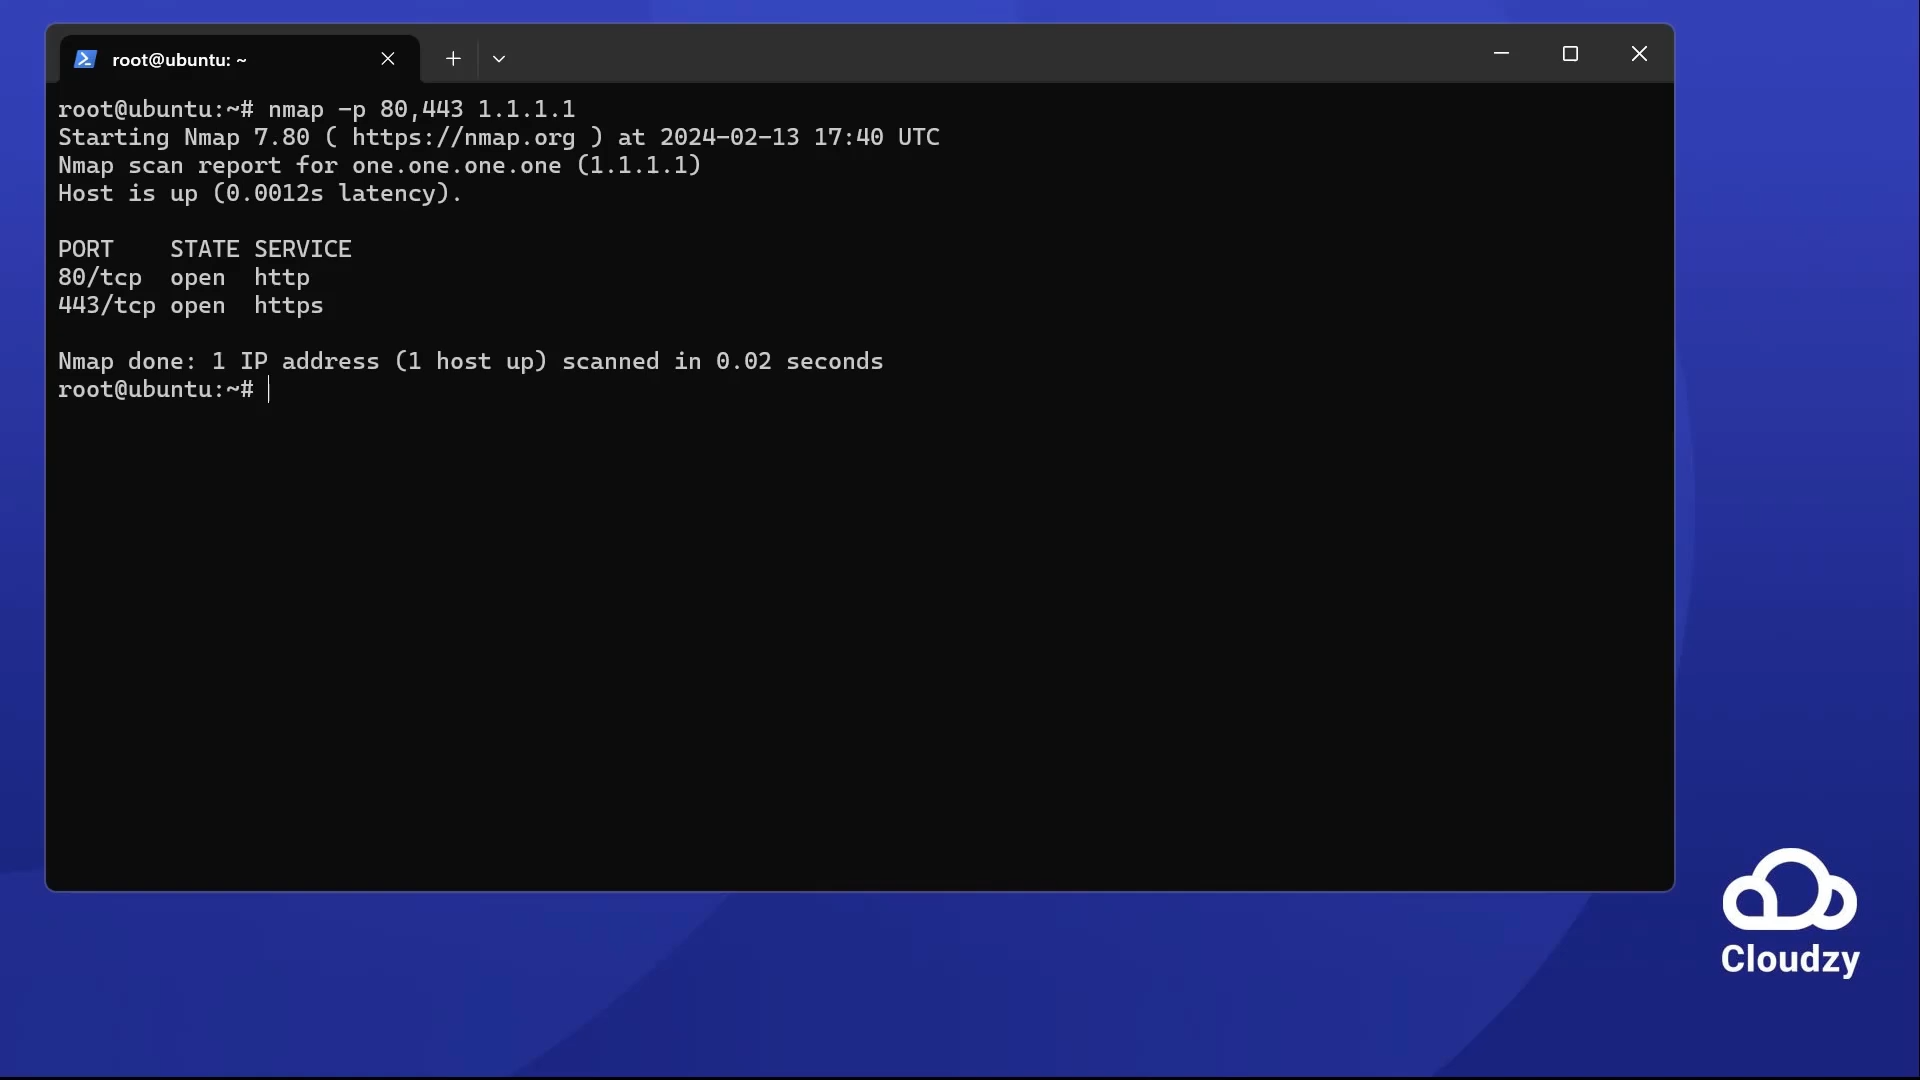 root@ubuntu: ~
root@ubuntu:~# nmap -p 80,443 1.1.1.1
Starting Nmap 7.80 ( https://nmap.org ) at 2024-02-13 17:40 UTC
Nmap scan report for one.one.one.one (1.1.1.1)
Host is up (0.0012s latency).
PORT    STATE SERVICE
80/tcp  open  http
443/tcp open  https
Nmap done: 1 IP address (1 host up) scanned in 0.02 seconds
root@ubuntu:~#
Cloudzy